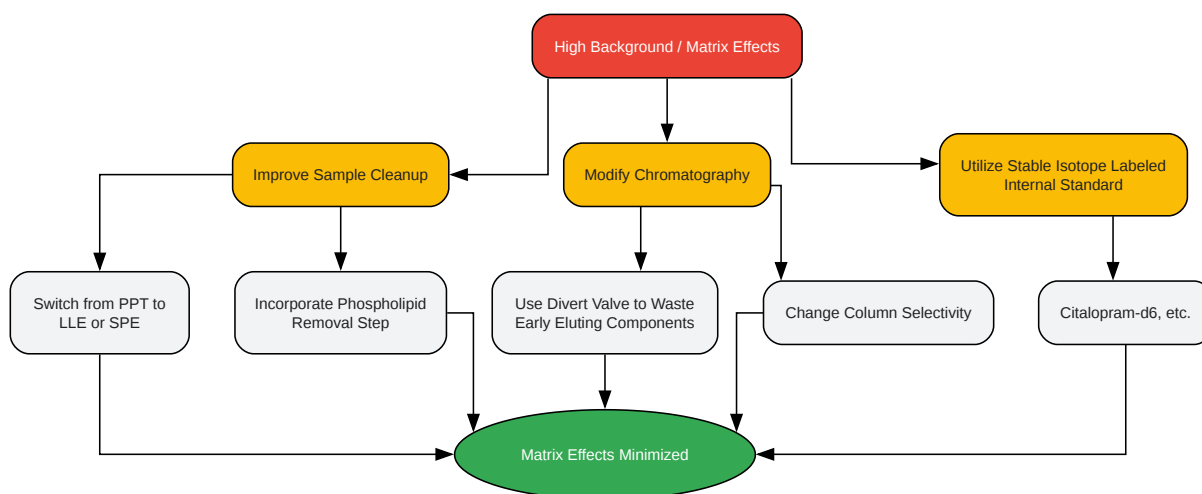 High Background / Matrix Effects
Improve Sample Cleanup
Modify Chromatography
Utilize Stable Isotope Labeled
Internal Standard
Switch from PPT to
LLE or SPE
Incorporate Phospholipid
Removal Step
Use Divert Valve to Waste
Early Eluting Components
Change Column Selectivity
Citalopram-d6, etc.
Matrix Effects Minimized